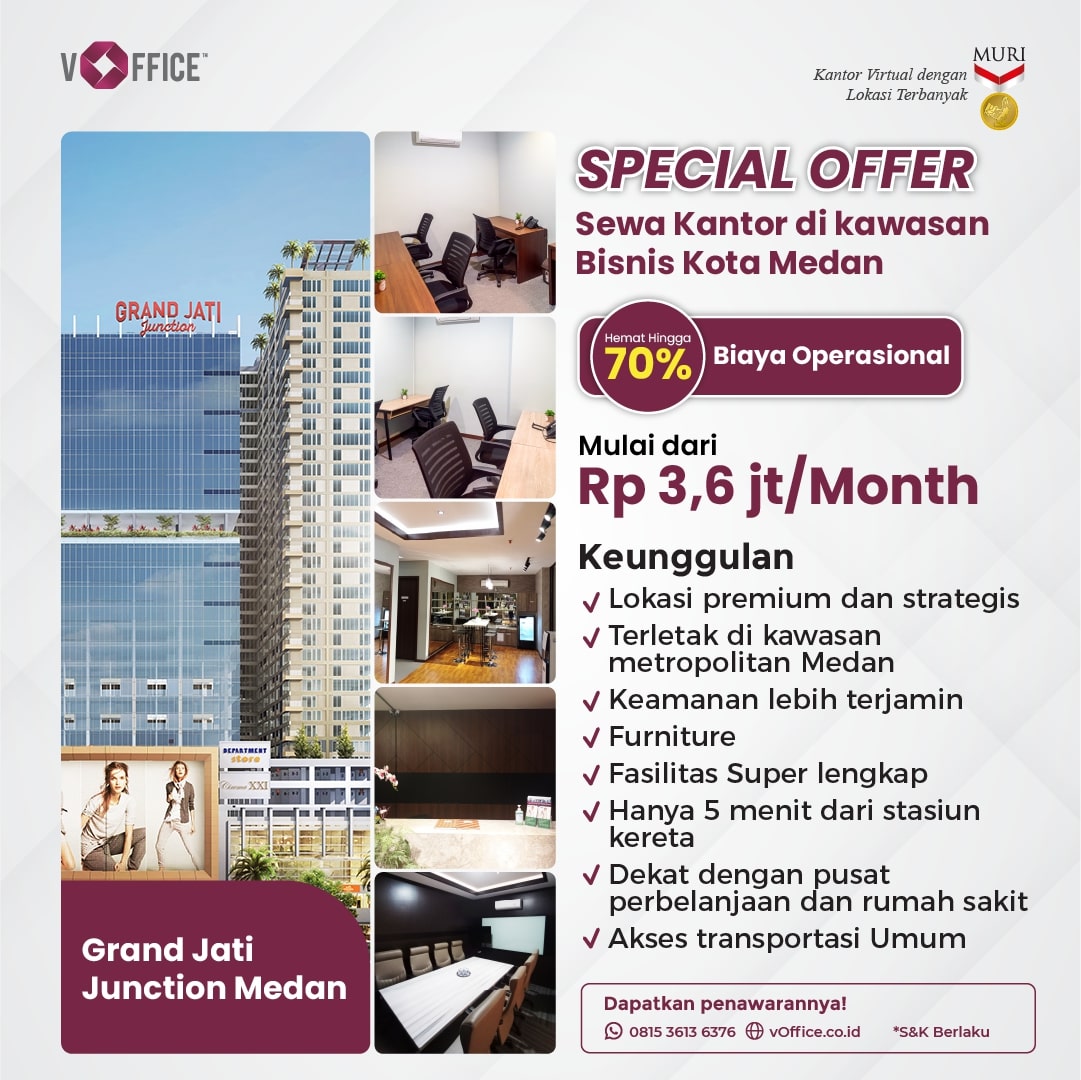 VOFFICE™
MURI
Kantor Virtual dengan
Lokasi Terbanyak
GRAND JATI
Junction
DEPARTMENT
store
Cinema XXI
Grand Jati
Junction Medan
SPECIAL OFFER
Sewa Kantor di kawasan
Bisnis Kota Medan
Hemat Hingga
70%
Biaya Operasional
Mulai dari
Rp 3,6 jt/Month
Keunggulan
Lokasi premium dan strategis
Terletak di kawasan
metropolitan Medan
Keamanan lebih terjamin
Furniture
Fasilitas Super lengkap
Hanya 5 menit dari stasiun
kereta
Dekat dengan pusat
perbelanjaan dan rumah sakit
Akses transportasi Umum
Dapatkan penawarannya!
0815 3613 6376 vOffice.co.id *S&K Berlaku